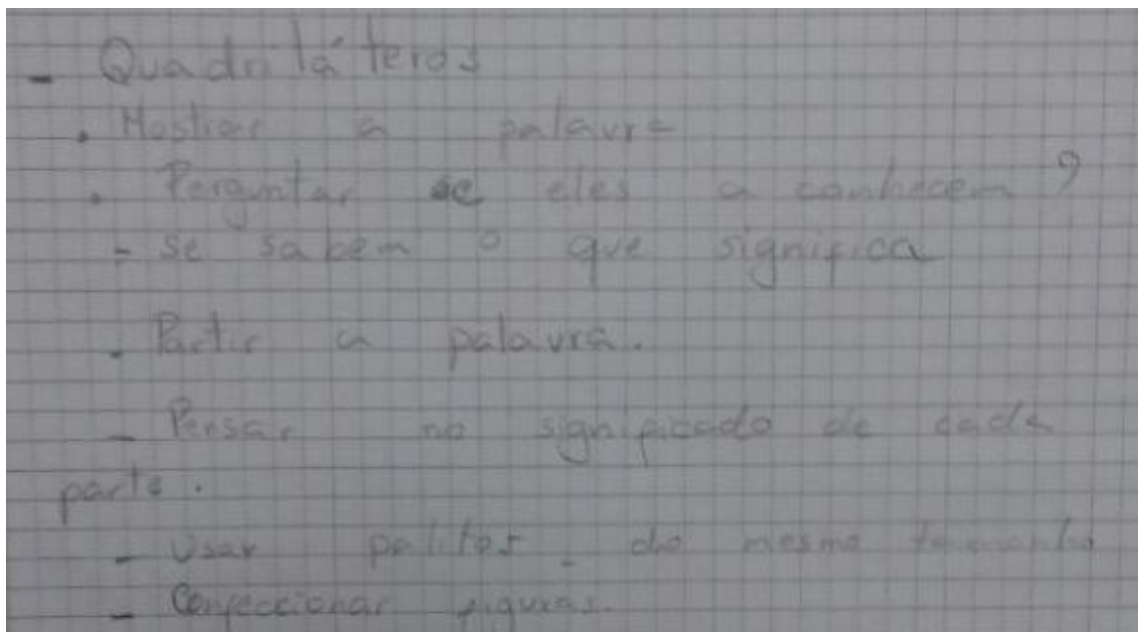 - Quadriláteros
. Mostrar a palavra
. Perguntar se eles a conhecem ?
- se sabem o que significa
. Partir a palavra.
- Pensar no significado de cada
parte.
- Usar palitos do mesmo tamanho
- Confeccionar figuras.